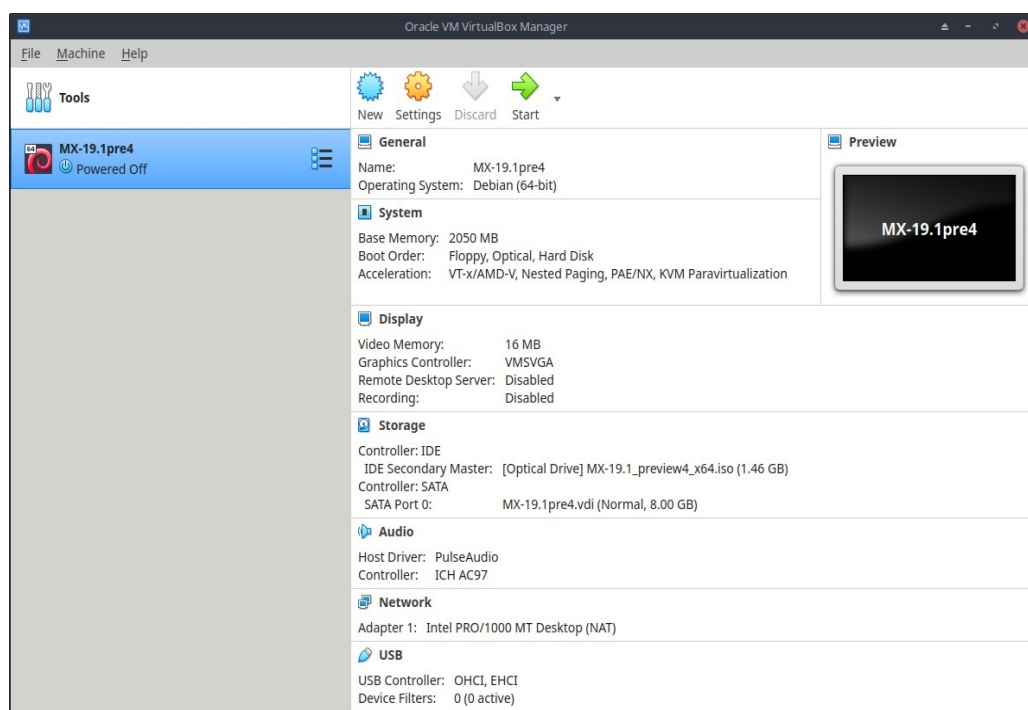 Oracle VM VirtualBox Manager
File Machine Help
Tools
New Settings Discard Start
64
MX-19.1pre4
Powered Off
General
Name: MX-19.1pre4
Operating System: Debian (64-bit)
Preview
MX-19.1pre4
System
Base Memory: 2050 MB
Boot Order: Floppy, Optical, Hard Disk
Acceleration: VT-x/AMD-V, Nested Paging, PAE/NX, KVM Paravirtualization
Display
Video Memory: 16 MB
Graphics Controller: VMSVGA
Remote Desktop Server: Disabled
Recording: Disabled
Storage
Controller: IDE
IDE Secondary Master: [Optical Drive] MX-19.1_preview4_x64.iso (1.46 GB)
Controller: SATA
SATA Port 0: MX-19.1pre4.vdi (Normal, 8.00 GB)
Audio
Host Driver: PulseAudio
Controller: ICH AC97
Network
Adapter 1: Intel PRO/1000 MT Desktop (NAT)
USB
USB Controller: OHCI, EHCI
Device Filters: 0 (0 active)